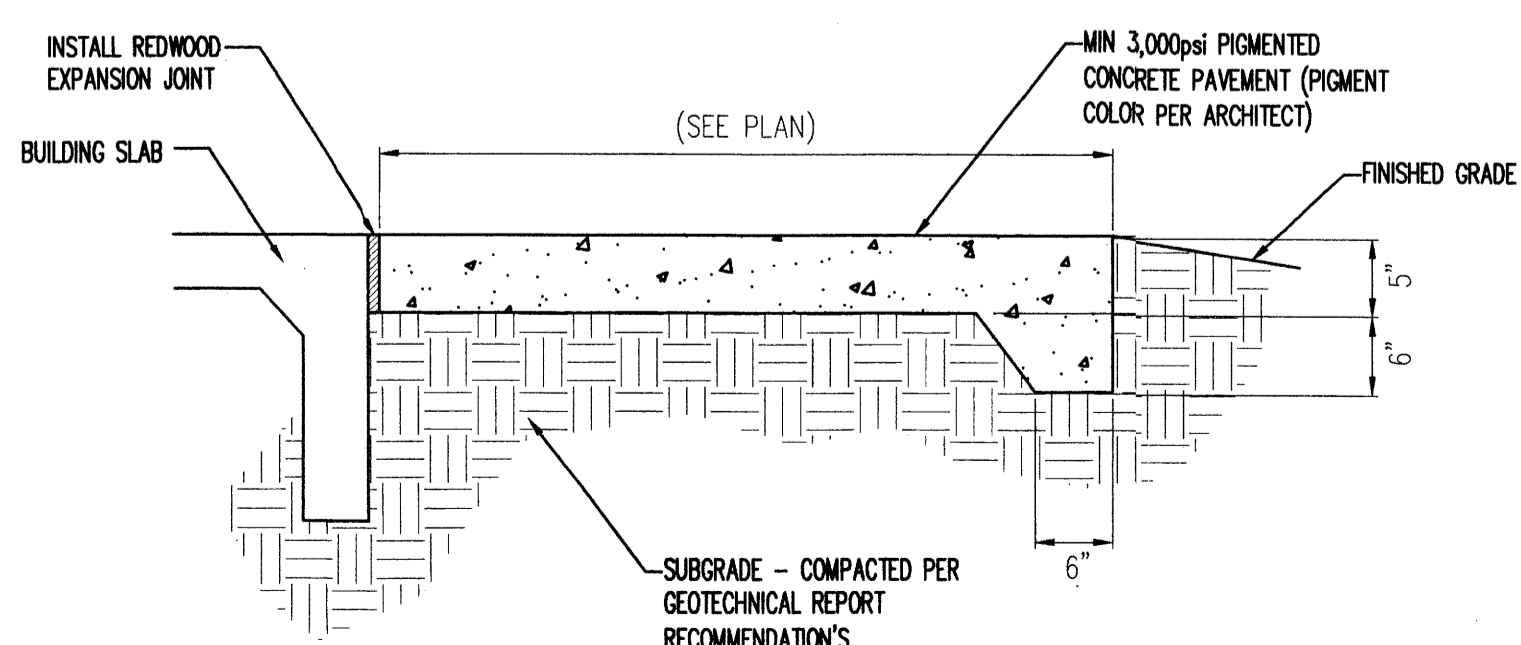 INSTALL REDWOOD
EXPANSION JOINT
BUILDING SLAB
(SEE PLAN)
MIN 3,000psi PIGMENTED
CONCRETE PAVEMENT (PIGMENT
COLOR PER ARCHITECT)
FINISHED GRADE
5"
6"
6"
SUBGRADE - COMPACTED PER
GEOTECHNICAL REPORT
RECOMMENDATION'S